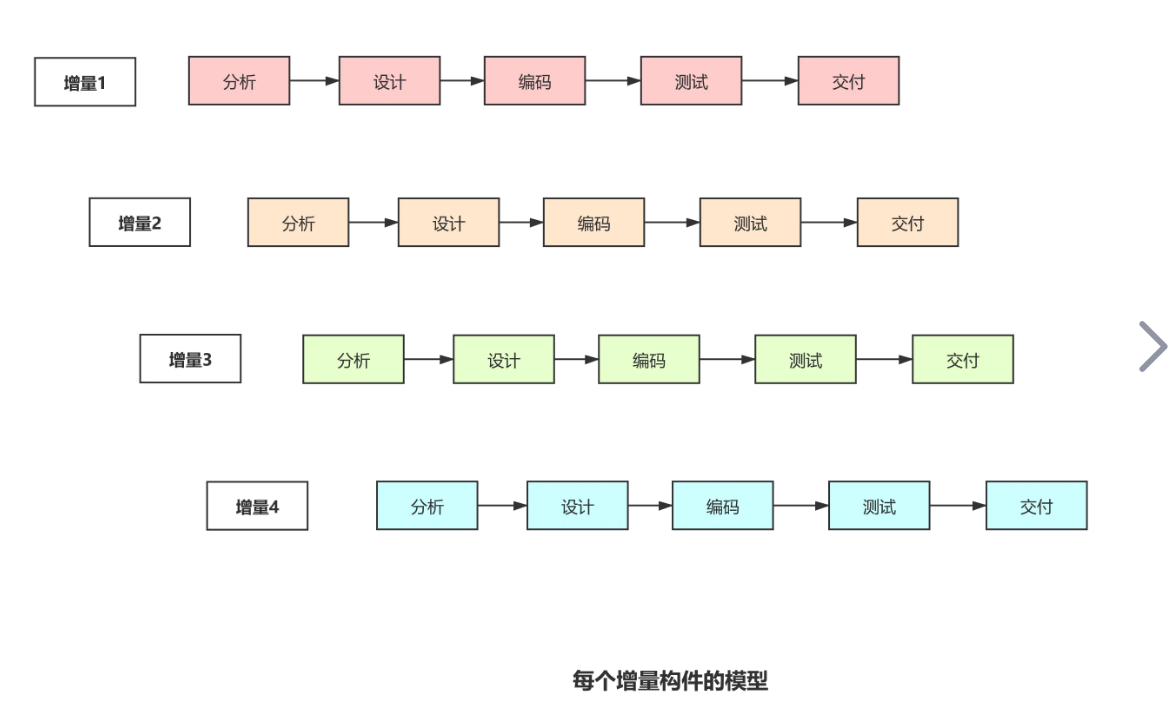 增量1 分析 设计 编码 测试 交付
增量2 分析 设计 编码 测试 交付
增量3 分析 设计 编码 测试 交付
增量4 分析 设计 编码 测试 交付
每个增量构件的模型